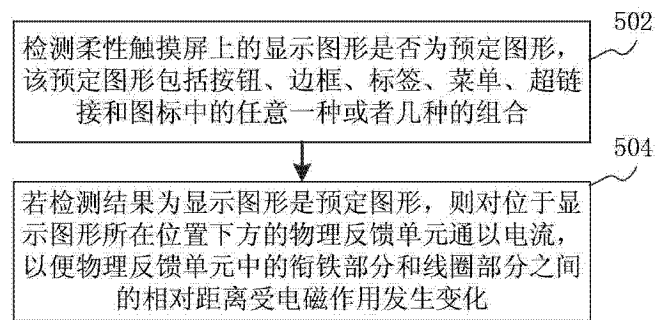 502
检测柔性触摸屏上的显示图形是否为预定图形，
该预定图形包括按钮、边框、标签、菜单、超链
接和图标中的任意一种或者几种的组合
504
若检测结果为显示图形是预定图形，则对位于显
示图形所在位置下方的物理反馈单元通以电流，
以便物理反馈单元中的衔铁部分和线圈部分之间
的相对距离受电磁作用发生变化